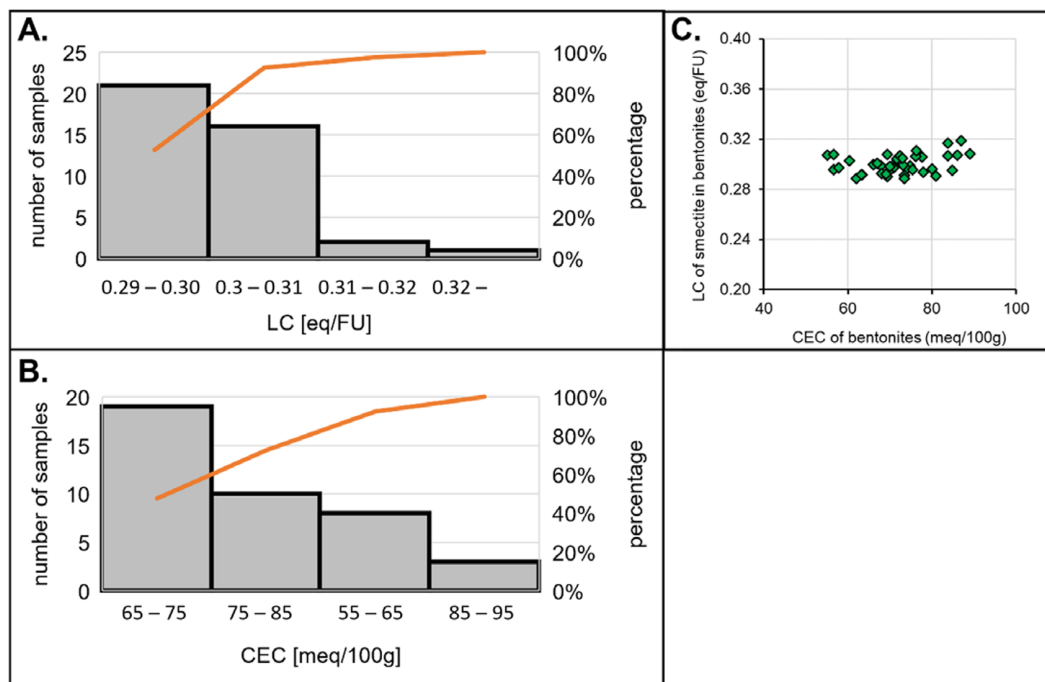 A.
number of samples
25
20
15
10
5
0
100%
80%
60%
40%
20%
0%
percentage
0.29 – 0.30
0.3 – 0.31
0.31 – 0.32
0.32 –
LC [eq/FU]
B.
number of samples
20
15
10
5
0
100%
80%
60%
40%
20%
0%
percentage
65 – 75
75 – 85
55 – 65
85 – 95
CEC [meq/100g]
C.
LC of smectite in bentonites (eq/FU)
0.40
0.36
0.32
0.28
0.24
0.20
40
60
80
100
CEC of bentonites (meq/100g)